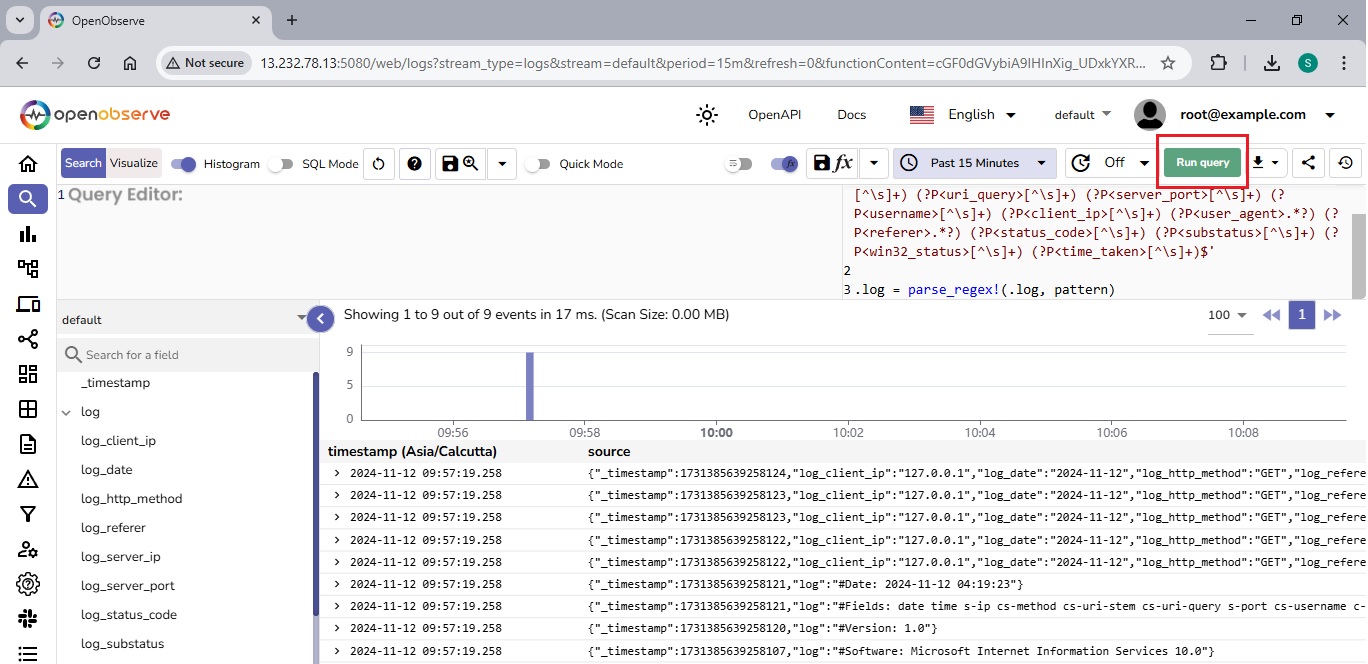 OpenObserve
Not secure
13.232.78.13:5080/web/logs?stream_type=logs&stream=default&period=15m&refresh=0&functionContent=cGF0dGVybiA9IHInXig_UDxkYXR...
S
openobserve
OpenAPI
Docs
English
default
root@example.com
Search
Visualize
Histogram
SQL Mode
Quick Mode
fx
fx
Past 15 Minutes
Off
Run query
1
Query Editor:
[^\s]+) (?P<uri_query>[^\s]+) (?P<server_port>[^\s]+) (?
P<username>[^\s]+) (?P<client_ip>[^\s]+) (?P<user_agent>.*?) (?
P<referer>.*?) (?P<status_code>[^\s]+) (?P<substatus>[^\s]+) (?
P<win32_status>[^\s]+) (?P<time_taken>[^\s]+)$'
2
3 .log = parse_regex!(.log, pattern)
default
Showing 1 to 9 out of 9 events in 17 ms. (Scan Size: 0.00 MB)
100
1
Search for a field
_timestamp
log
log_client_ip
log_date
log_http_method
log_referer
log_server_ip
log_server_port
log_status_code
log_substatus
9
5
0
09:56
09:58
10:00
10:02
10:04
10:06
10:08
timestamp (Asia/Calcutta)
source
2024-11-12 09:57:19.258 {"_timestamp":1731385639258124,"log_client_ip":"127.0.0.1","log_date":"2024-11-12","log_http_method":"GET","log_refere
2024-11-12 09:57:19.258 {"_timestamp":1731385639258123,"log_client_ip":"127.0.0.1","log_date":"2024-11-12","log_http_method":"GET","log_refere
2024-11-12 09:57:19.258 {"_timestamp":1731385639258123,"log_client_ip":"127.0.0.1","log_date":"2024-11-12","log_http_method":"GET","log_refere
2024-11-12 09:57:19.258 {"_timestamp":1731385639258122,"log_client_ip":"127.0.0.1","log_date":"2024-11-12","log_http_method":"GET","log_refere
2024-11-12 09:57:19.258 {"_timestamp":1731385639258122,"log_client_ip":"127.0.0.1","log_date":"2024-11-12","log_http_method":"GET","log_refere
2024-11-12 09:57:19.258 {"_timestamp":1731385639258121,"log":"#Date: 2024-11-12 04:19:23"}
2024-11-12 09:57:19.258 {"_timestamp":1731385639258121,"log":"#Fields: date time s-ip cs-method cs-uri-stem cs-uri-query s-port cs-username c-
2024-11-12 09:57:19.258 {"_timestamp":1731385639258120,"log":"#Version: 1.0"}
2024-11-12 09:57:19.258 {"_timestamp":1731385639258107,"log":"#Software: Microsoft Internet Information Services 10.0"}